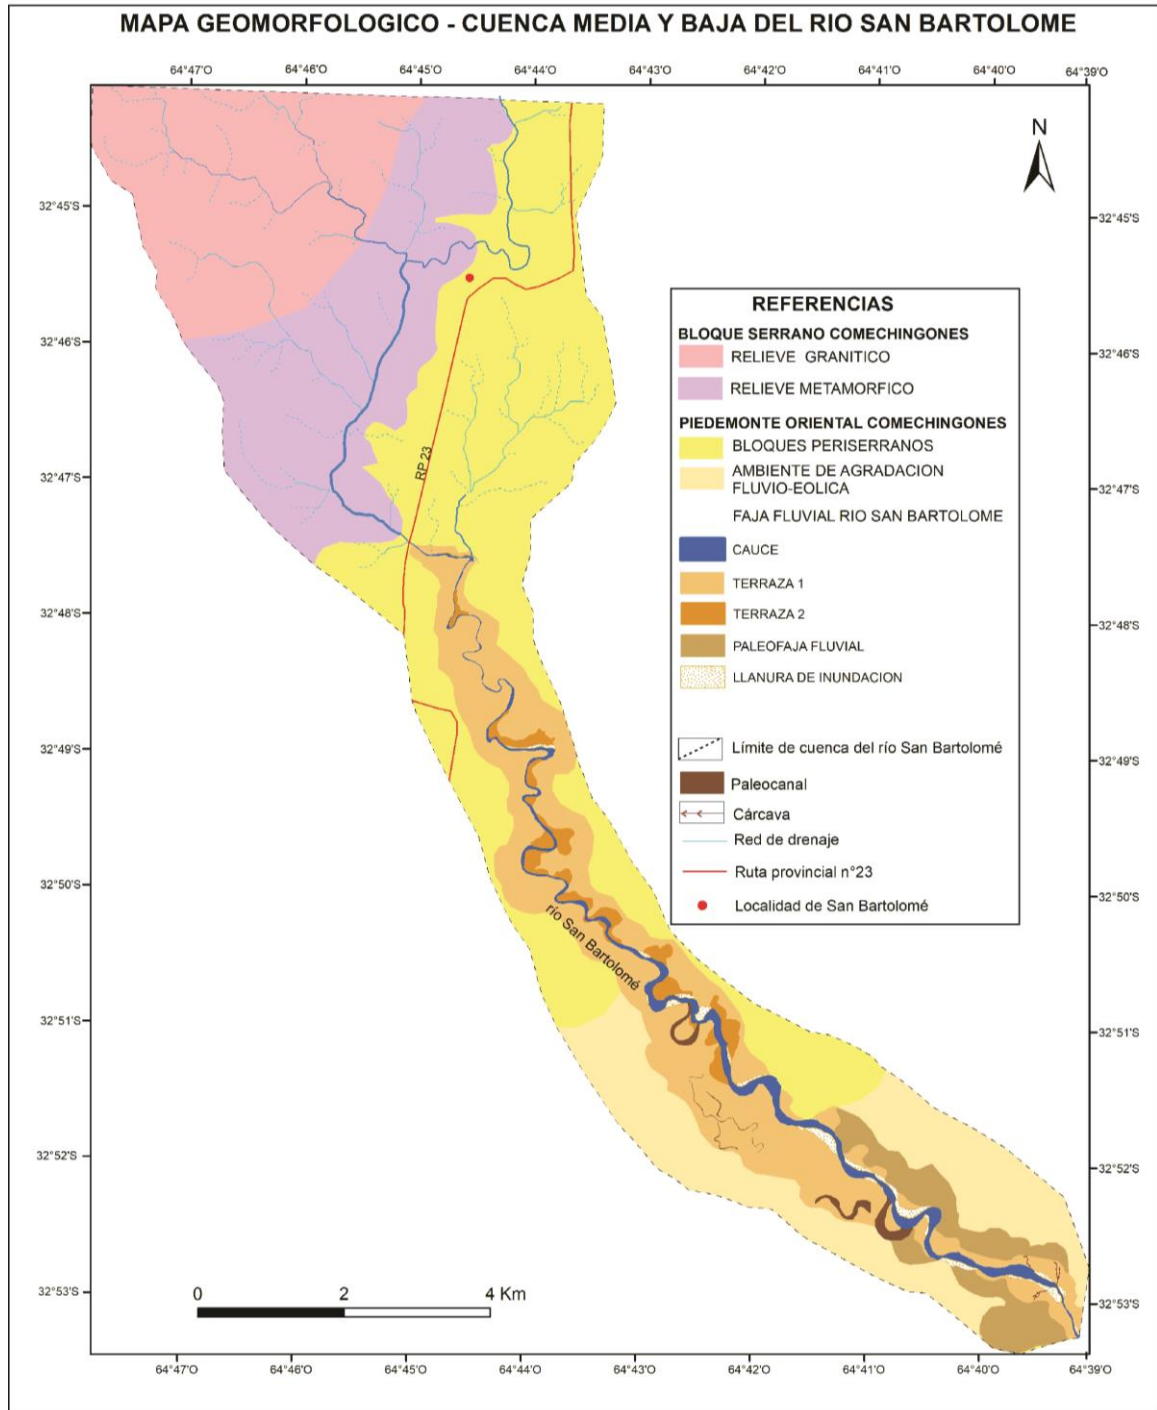 MAPA GEOMORFOLOGICO - CUENCA MEDIA Y BAJA DEL RIO SAN BARTOLOME
64°47'O 64°46'O 64°45'O 64°44'O 64°43'O 64°42'O 64°41'O 64°40'O 64°39'O
N
32°45'S 32°45'S
REFERENCIAS
BLOQUE SERRANO COMECHINGONES
RELIEVE GRANITICO
RELIEVE METAMORFICO
PIEDEMONTE ORIENTAL COMECHINGONES
BLOQUES PERISERRANOS
AMBIENTE DE AGRADACION
FLUVIO-EOLICA
FAJA FLUVIAL RIO SAN BARTOLOME
CAUCE
TERRAZA 1
TERRAZA 2
PALEOFAJA FLUVIAL
LLANURA DE INUNDACION
Límite de cuenca del río San Bartolomé
Paleocanal
Cárcava
Red de drenaje
Ruta provincial n°23
Localidad de San Bartolomé
32°46'S 32°46'S
RP 23
32°47'S 32°47'S
32°48'S 32°48'S
32°49'S 32°49'S
32°50'S 32°50'S
río San Bartolomé
32°51'S 32°51'S
32°52'S 32°52'S
32°53'S 32°53'S
0 2 4 Km
64°47'O 64°46'O 64°45'O 64°44'O 64°43'O 64°42'O 64°41'O 64°40'O 64°39'O